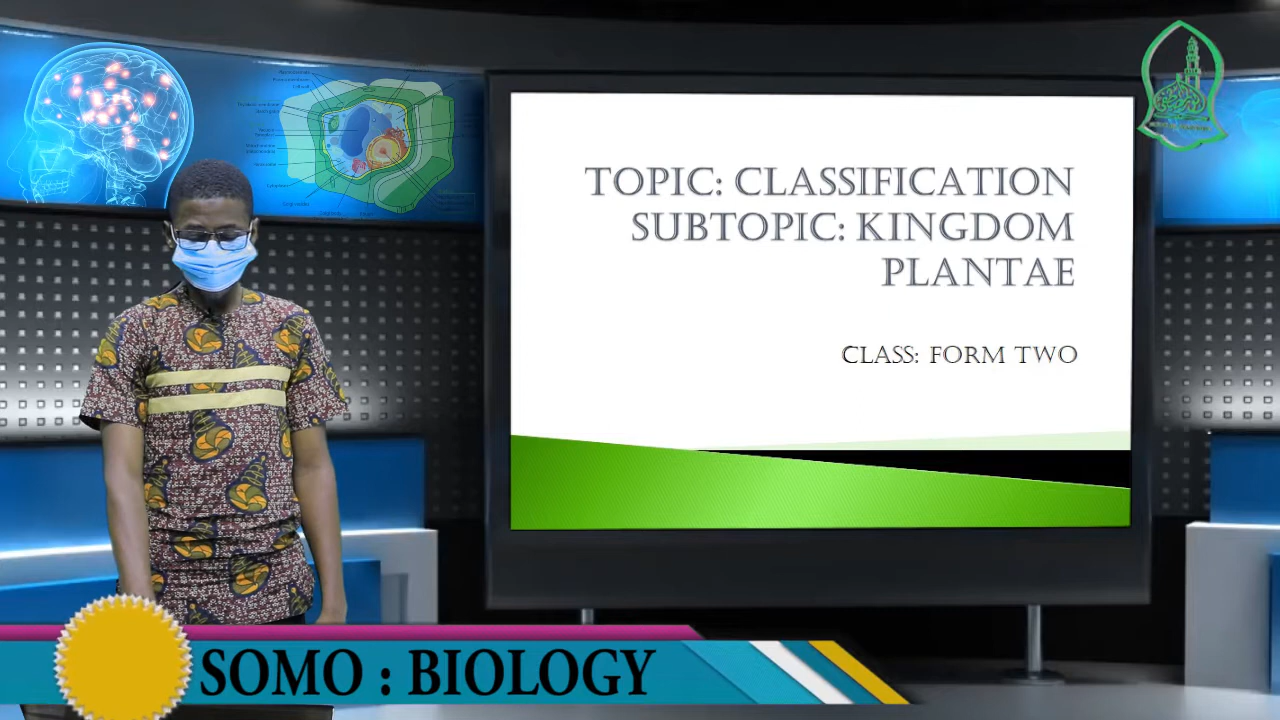 TOPIC: CLASSIFICATION
SUBTOPIC: KINGDOM
PLANTAE
CLASS: FORM TWO
SOMO : BIOLOGY